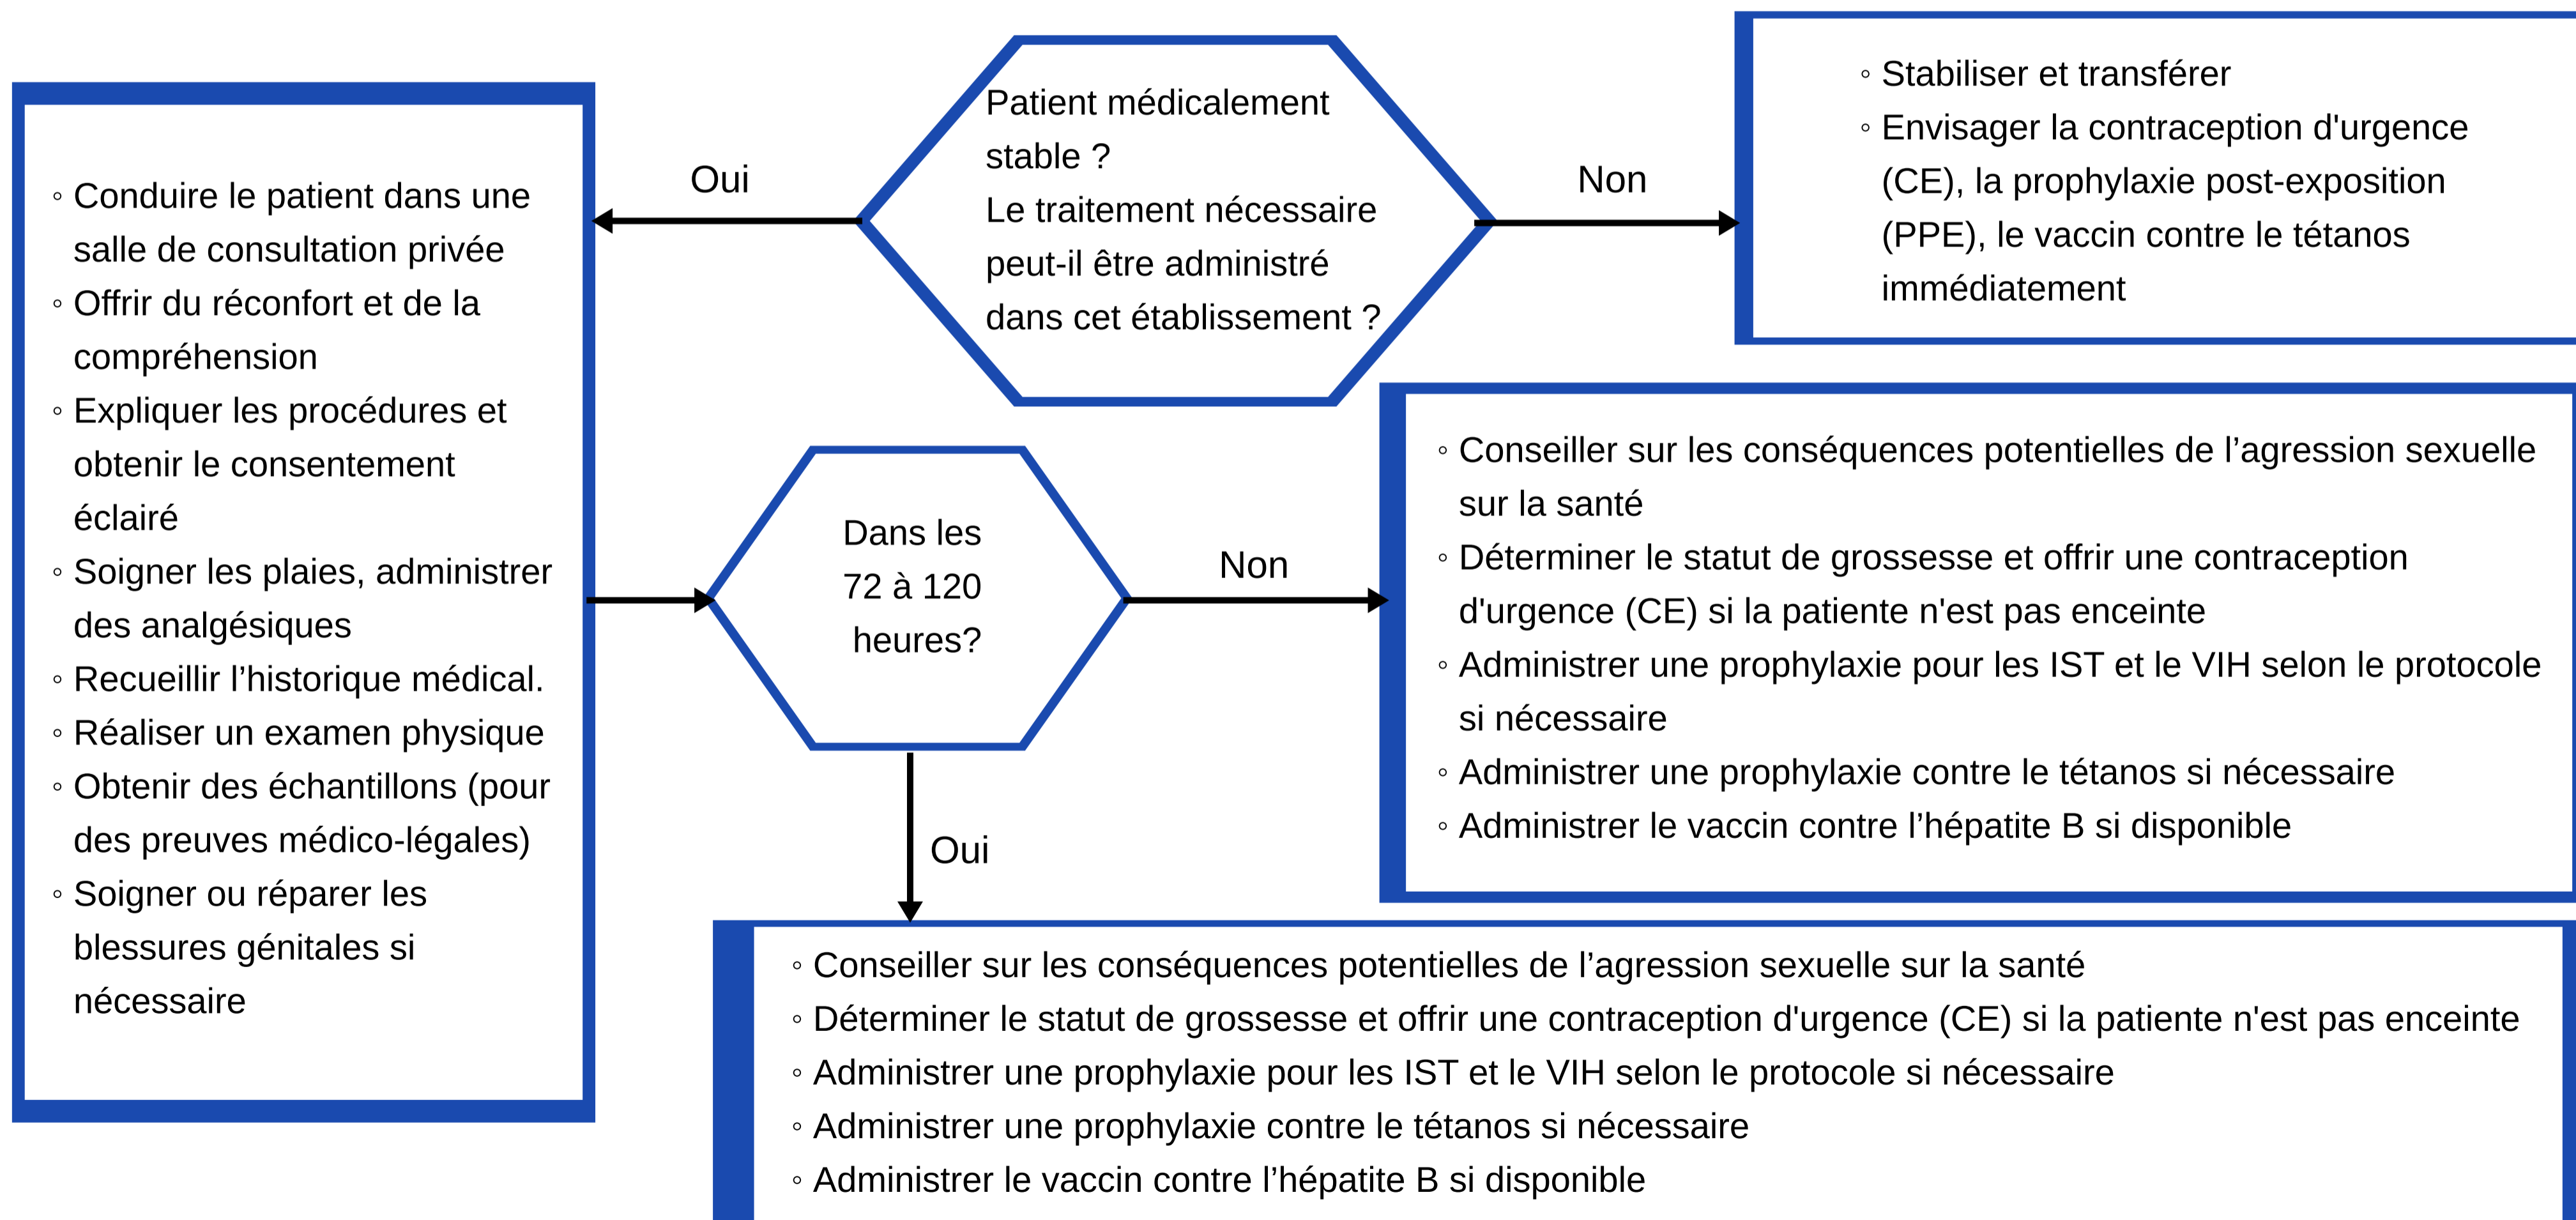 Patient médicalement
stable ?
Le traitement nécessaire
peut-il être administré
dans cet établissement ?
Oui
Non
◦ Stabiliser et transférer
◦ Envisager la contraception d'urgence
(CE), la prophylaxie post-exposition
(PPE), le vaccin contre le tétanos
immédiatement
◦ Conduire le patient dans une
salle de consultation privée
◦ Offrir du réconfort et de la
compréhension
◦ Expliquer les procédures et
obtenir le consentement
éclairé
◦ Soigner les plaies, administrer
des analgésiques
◦ Recueillir l’historique médical.
◦ Réaliser un examen physique
◦ Obtenir des échantillons (pour
des preuves médico-légales)
◦ Soigner ou réparer les
blessures génitales si
nécessaire
Dans les
72 à 120
heures?
Non
◦ Conseiller sur les conséquences potentielles de l’agression sexuelle
sur la santé
◦ Déterminer le statut de grossesse et offrir une contraception
d'urgence (CE) si la patiente n'est pas enceinte
◦ Administrer une prophylaxie pour les IST et le VIH selon le protocole
si nécessaire
◦ Administrer une prophylaxie contre le tétanos si nécessaire
◦ Administrer le vaccin contre l’hépatite B si disponible
Oui
◦ Conseiller sur les conséquences potentielles de l’agression sexuelle sur la santé
◦ Déterminer le statut de grossesse et offrir une contraception d'urgence (CE) si la patiente n'est pas enceinte
◦ Administrer une prophylaxie pour les IST et le VIH selon le protocole si nécessaire
◦ Administrer une prophylaxie contre le tétanos si nécessaire
◦ Administrer le vaccin contre l’hépatite B si disponible